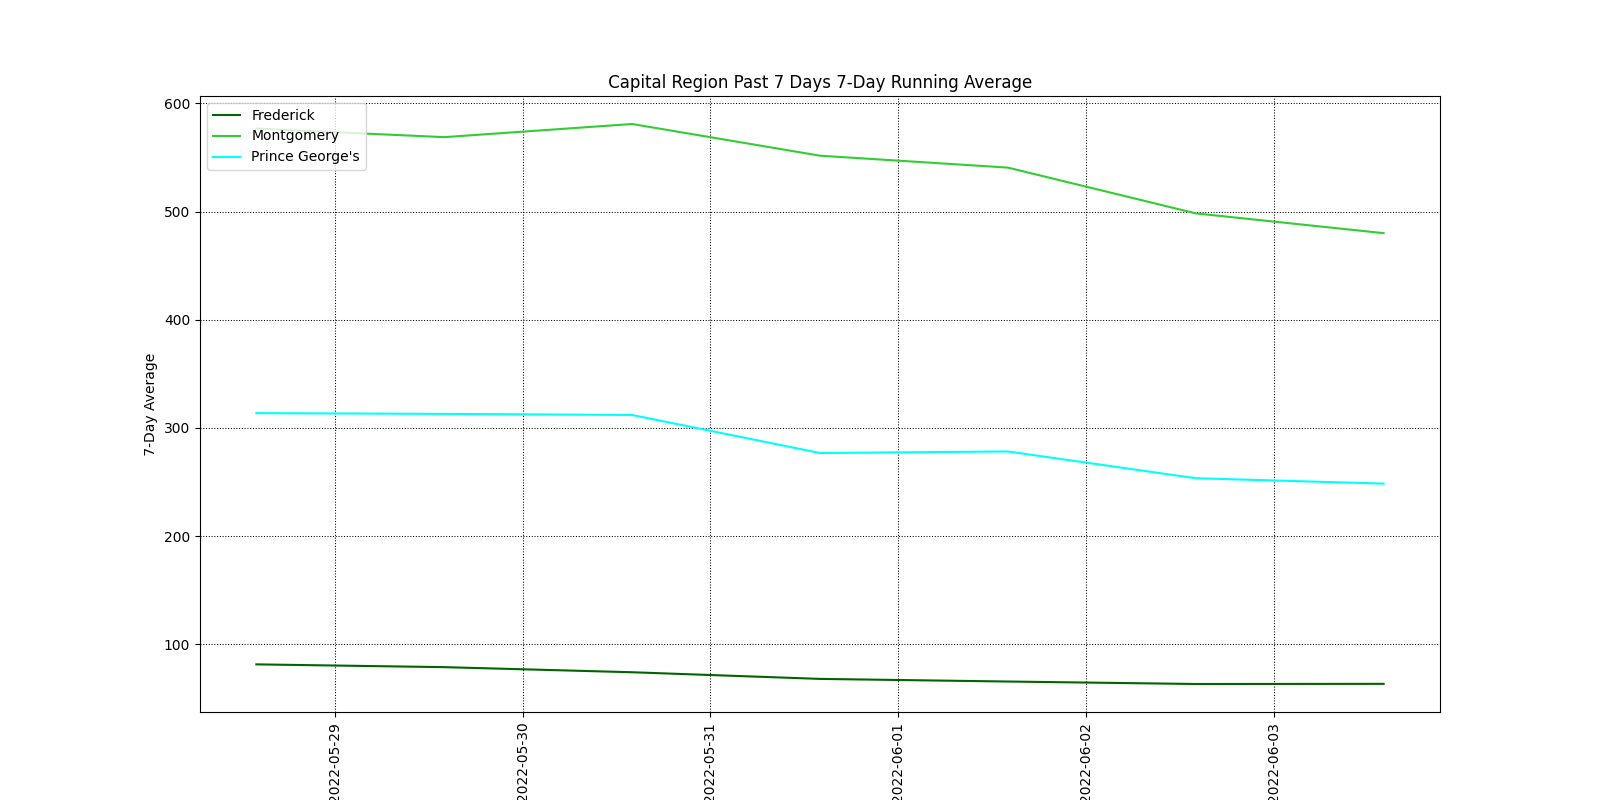 Capital Region Past 7 Days 7-Day Running Average
600
500
400
300
200
100
7-Day Average
Frederick
Montgomery
Prince George's
2022-05-29
2022-05-30
2022-05-31
2022-06-01
2022-06-02
2022-06-03